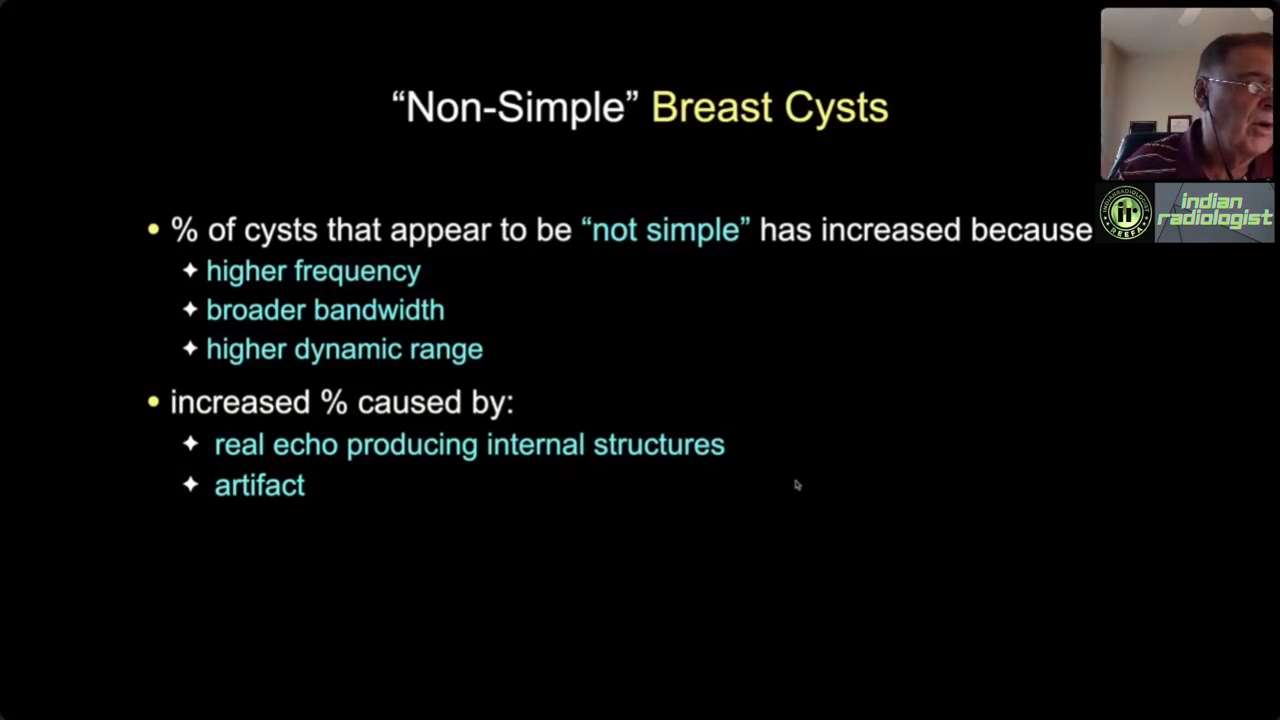 “Non-Simple” Breast Cysts
• % of cysts that appear to be “not simple” has increased because
✦ higher frequency
✦ broader bandwidth
✦ higher dynamic range
• increased % caused by:
✦ real echo producing internal structures
✦ artifact
indian
radiologist
ir